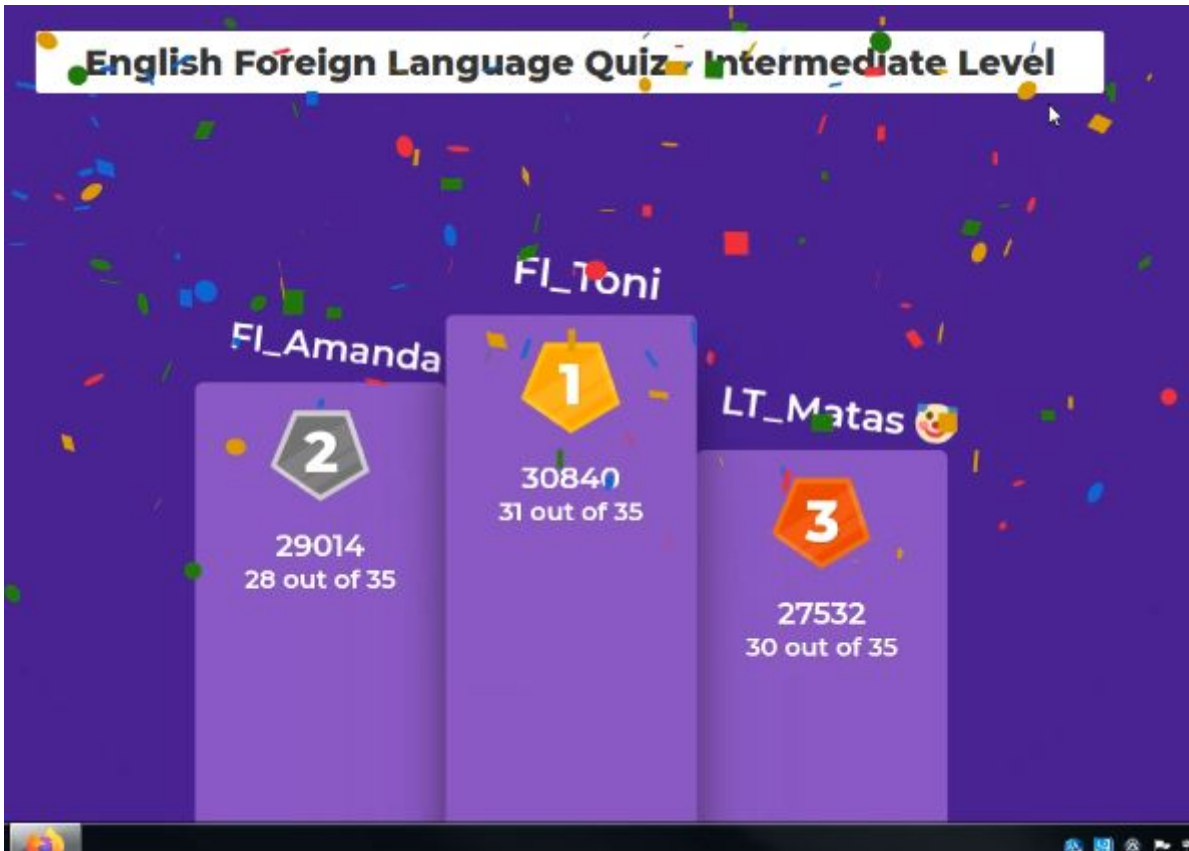 English Foreign Language Quiz - Intermediate Level
FI_Toni
FI_Amanda
LT_Matas 🤡
1
30840
31 out of 35
2
29014
28 out of 35
3
27532
30 out of 35